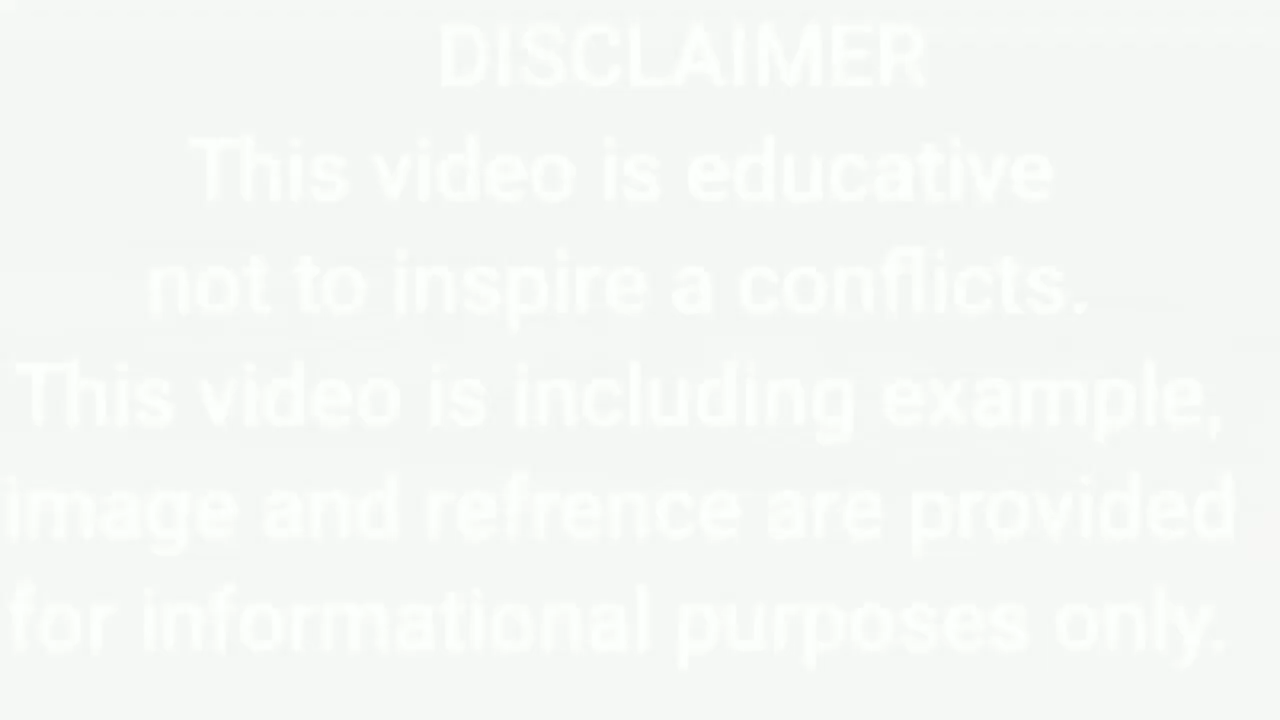 DISCLAIMER
This video is educative
not to inspire a conflicts.
This video is including example,
image and refrence are provided
for informational purposes only.